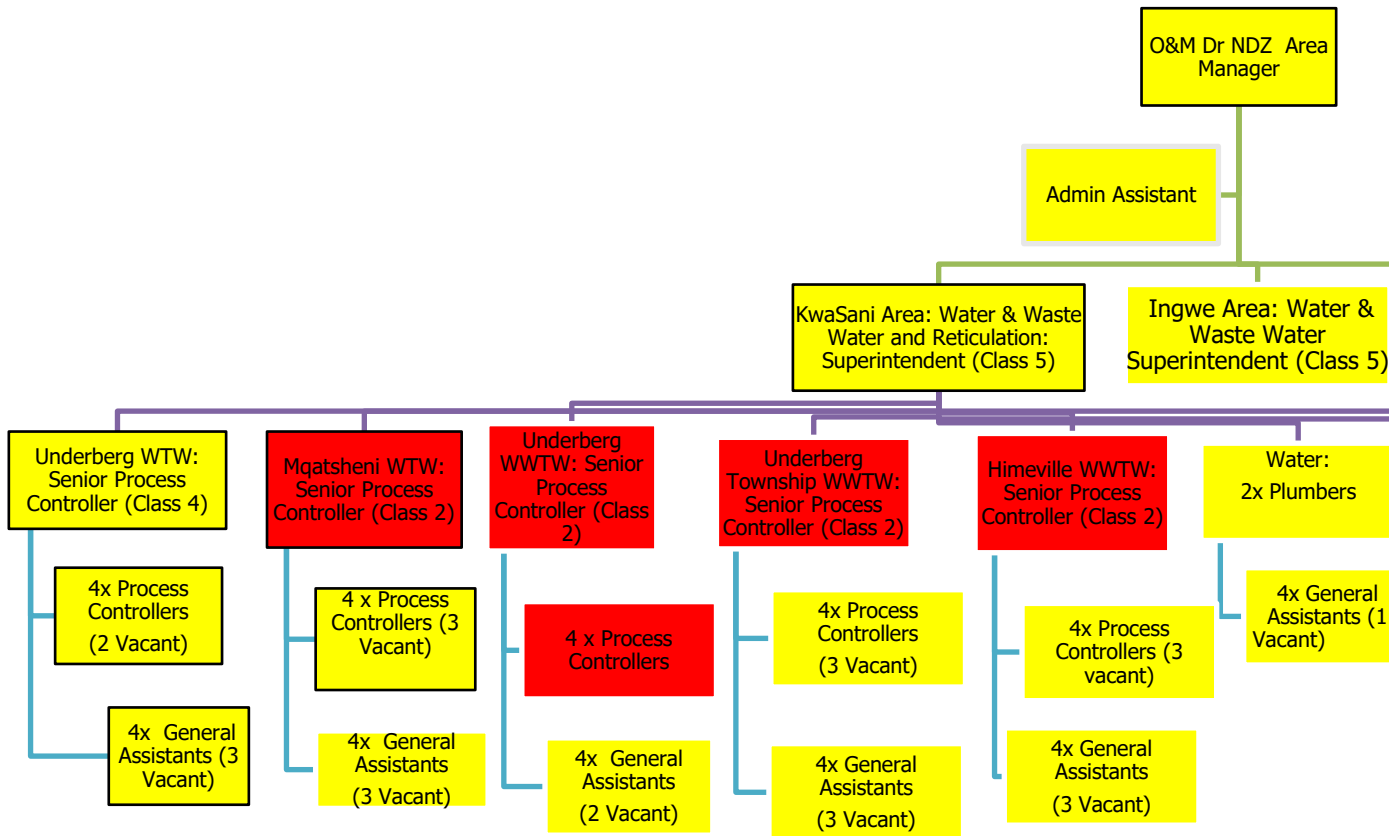 O&M Dr NDZ  Area
Manager
Admin Assistant
KwaSani Area: Water & Waste
Water and Reticulation:
Superintendent (Class 5)
Ingwe Area: Water &
Waste Water
Superintendent (Class 5)
Underberg WTW:
Senior Process
Controller (Class 4)
Mqatsheni WTW:
Senior Process
Controller (Class 2)
Underberg
WWTW: Senior
Process
Controller (Class
2)
Underberg
Township WWTW:
Senior Process
Controller (Class 2)
Himeville WWTW:
Senior Process
Controller (Class 2)
Water:
2x Plumbers
4x Process
Controllers
(2 Vacant)
4x  General
Assistants (3
Vacant)
4 x Process
Controllers (3
Vacant)
4x  General
Assistants
(3 Vacant)
4 x Process
Controllers
4x  General
Assistants
(2 Vacant)
4x Process
Controllers
(3 Vacant)
4x General
Assistants
(3 Vacant)
4x Process
Controllers (3
vacant)
4x General
Assistants
(3 Vacant)
4x General
Assistants (1
Vacant)